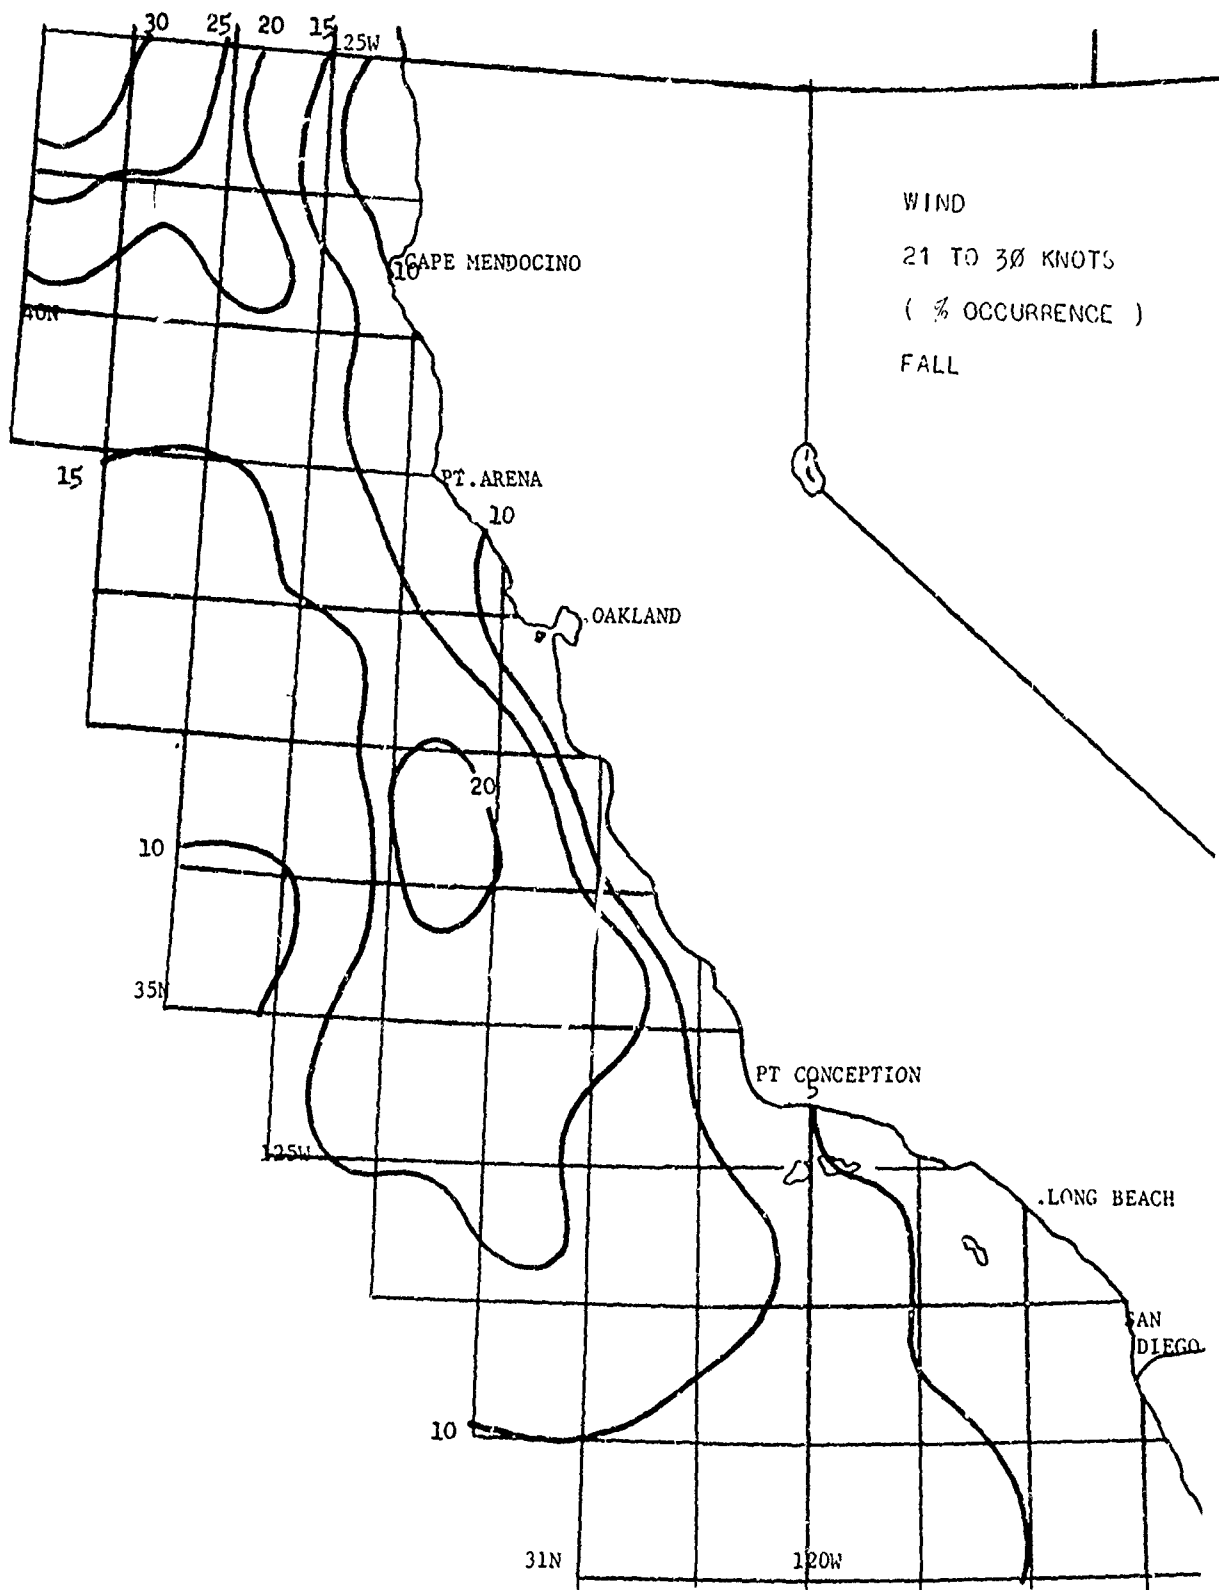 30 25 20 15
125W
WIND
21 TO 30 KNOTS
( % OCCURRENCE )
FALL
CAPE MENDOCINO
10
40N
15
PT.ARENA
10
.OAKLAND
20
10
35N
PT CONCEPTION
5
125W
.LONG BEACH
SAN
DIEGO
10
31N
120W